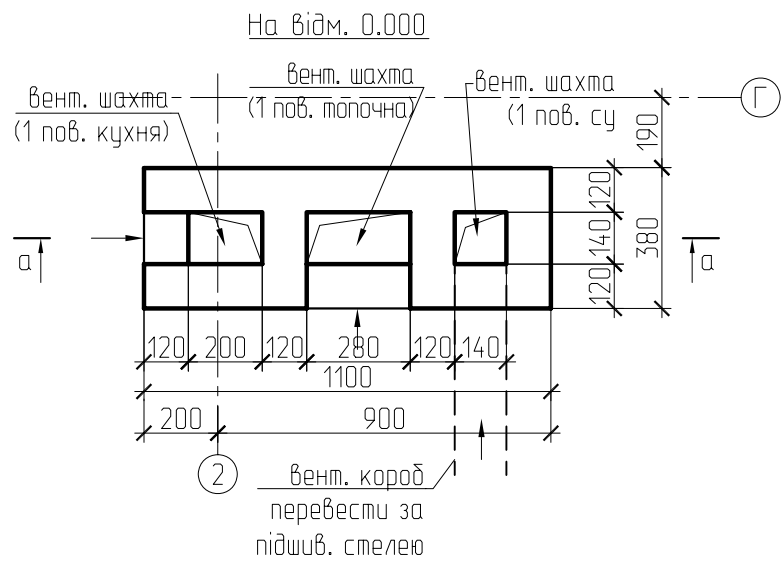 На відм. 0.000
вент. шахта
(1 пов. кухня)
вент. шахта
(1 пов. топочна)
вент. шахта
(1 пов. су
Г
190
120
140
120
380
а
а
120 200 120 280 120 140
1100
200 900
2
вент. короб
перевести за
підшив. стелею